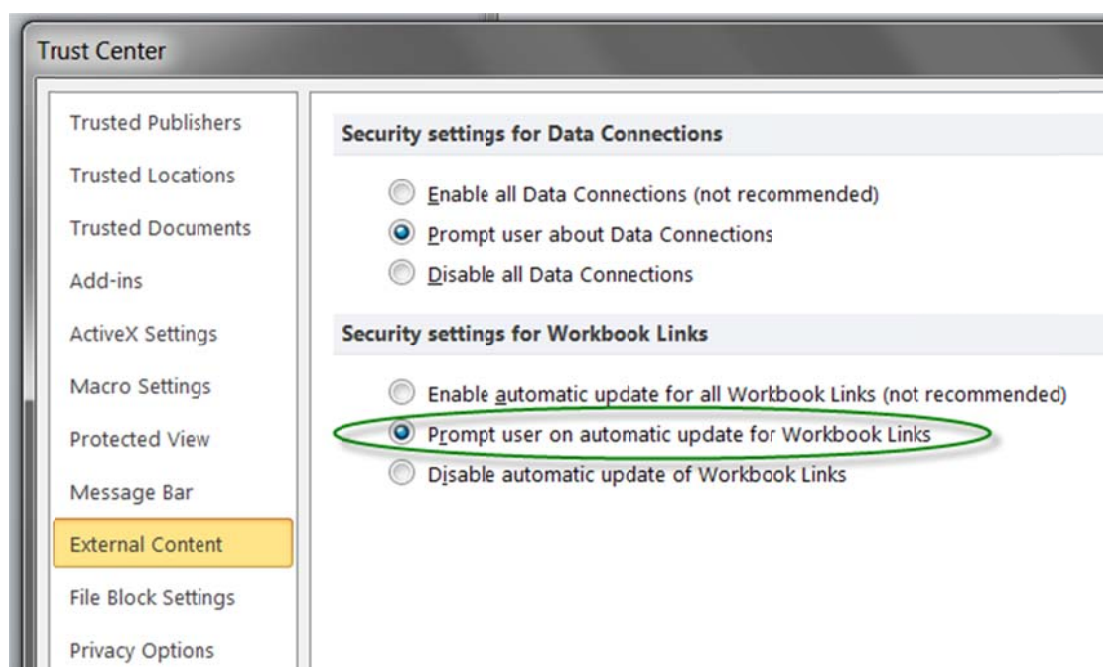 Trust Center
Trusted Publishers
Trusted Locations
Trusted Documents
Add-ins
ActiveX Settings
Macro Settings
Protected View
Message Bar
External Content
File Block Settings
Privacy Options
Security settings for Data Connections
Enable all Data Connections (not recommended)
Prompt user about Data Connections
Disable all Data Connections
Security settings for Workbook Links
Enable automatic update for all Workbook Links (not recommended)
Prompt user on automatic update for Workbook Links
Disable automatic update of Workbook Links